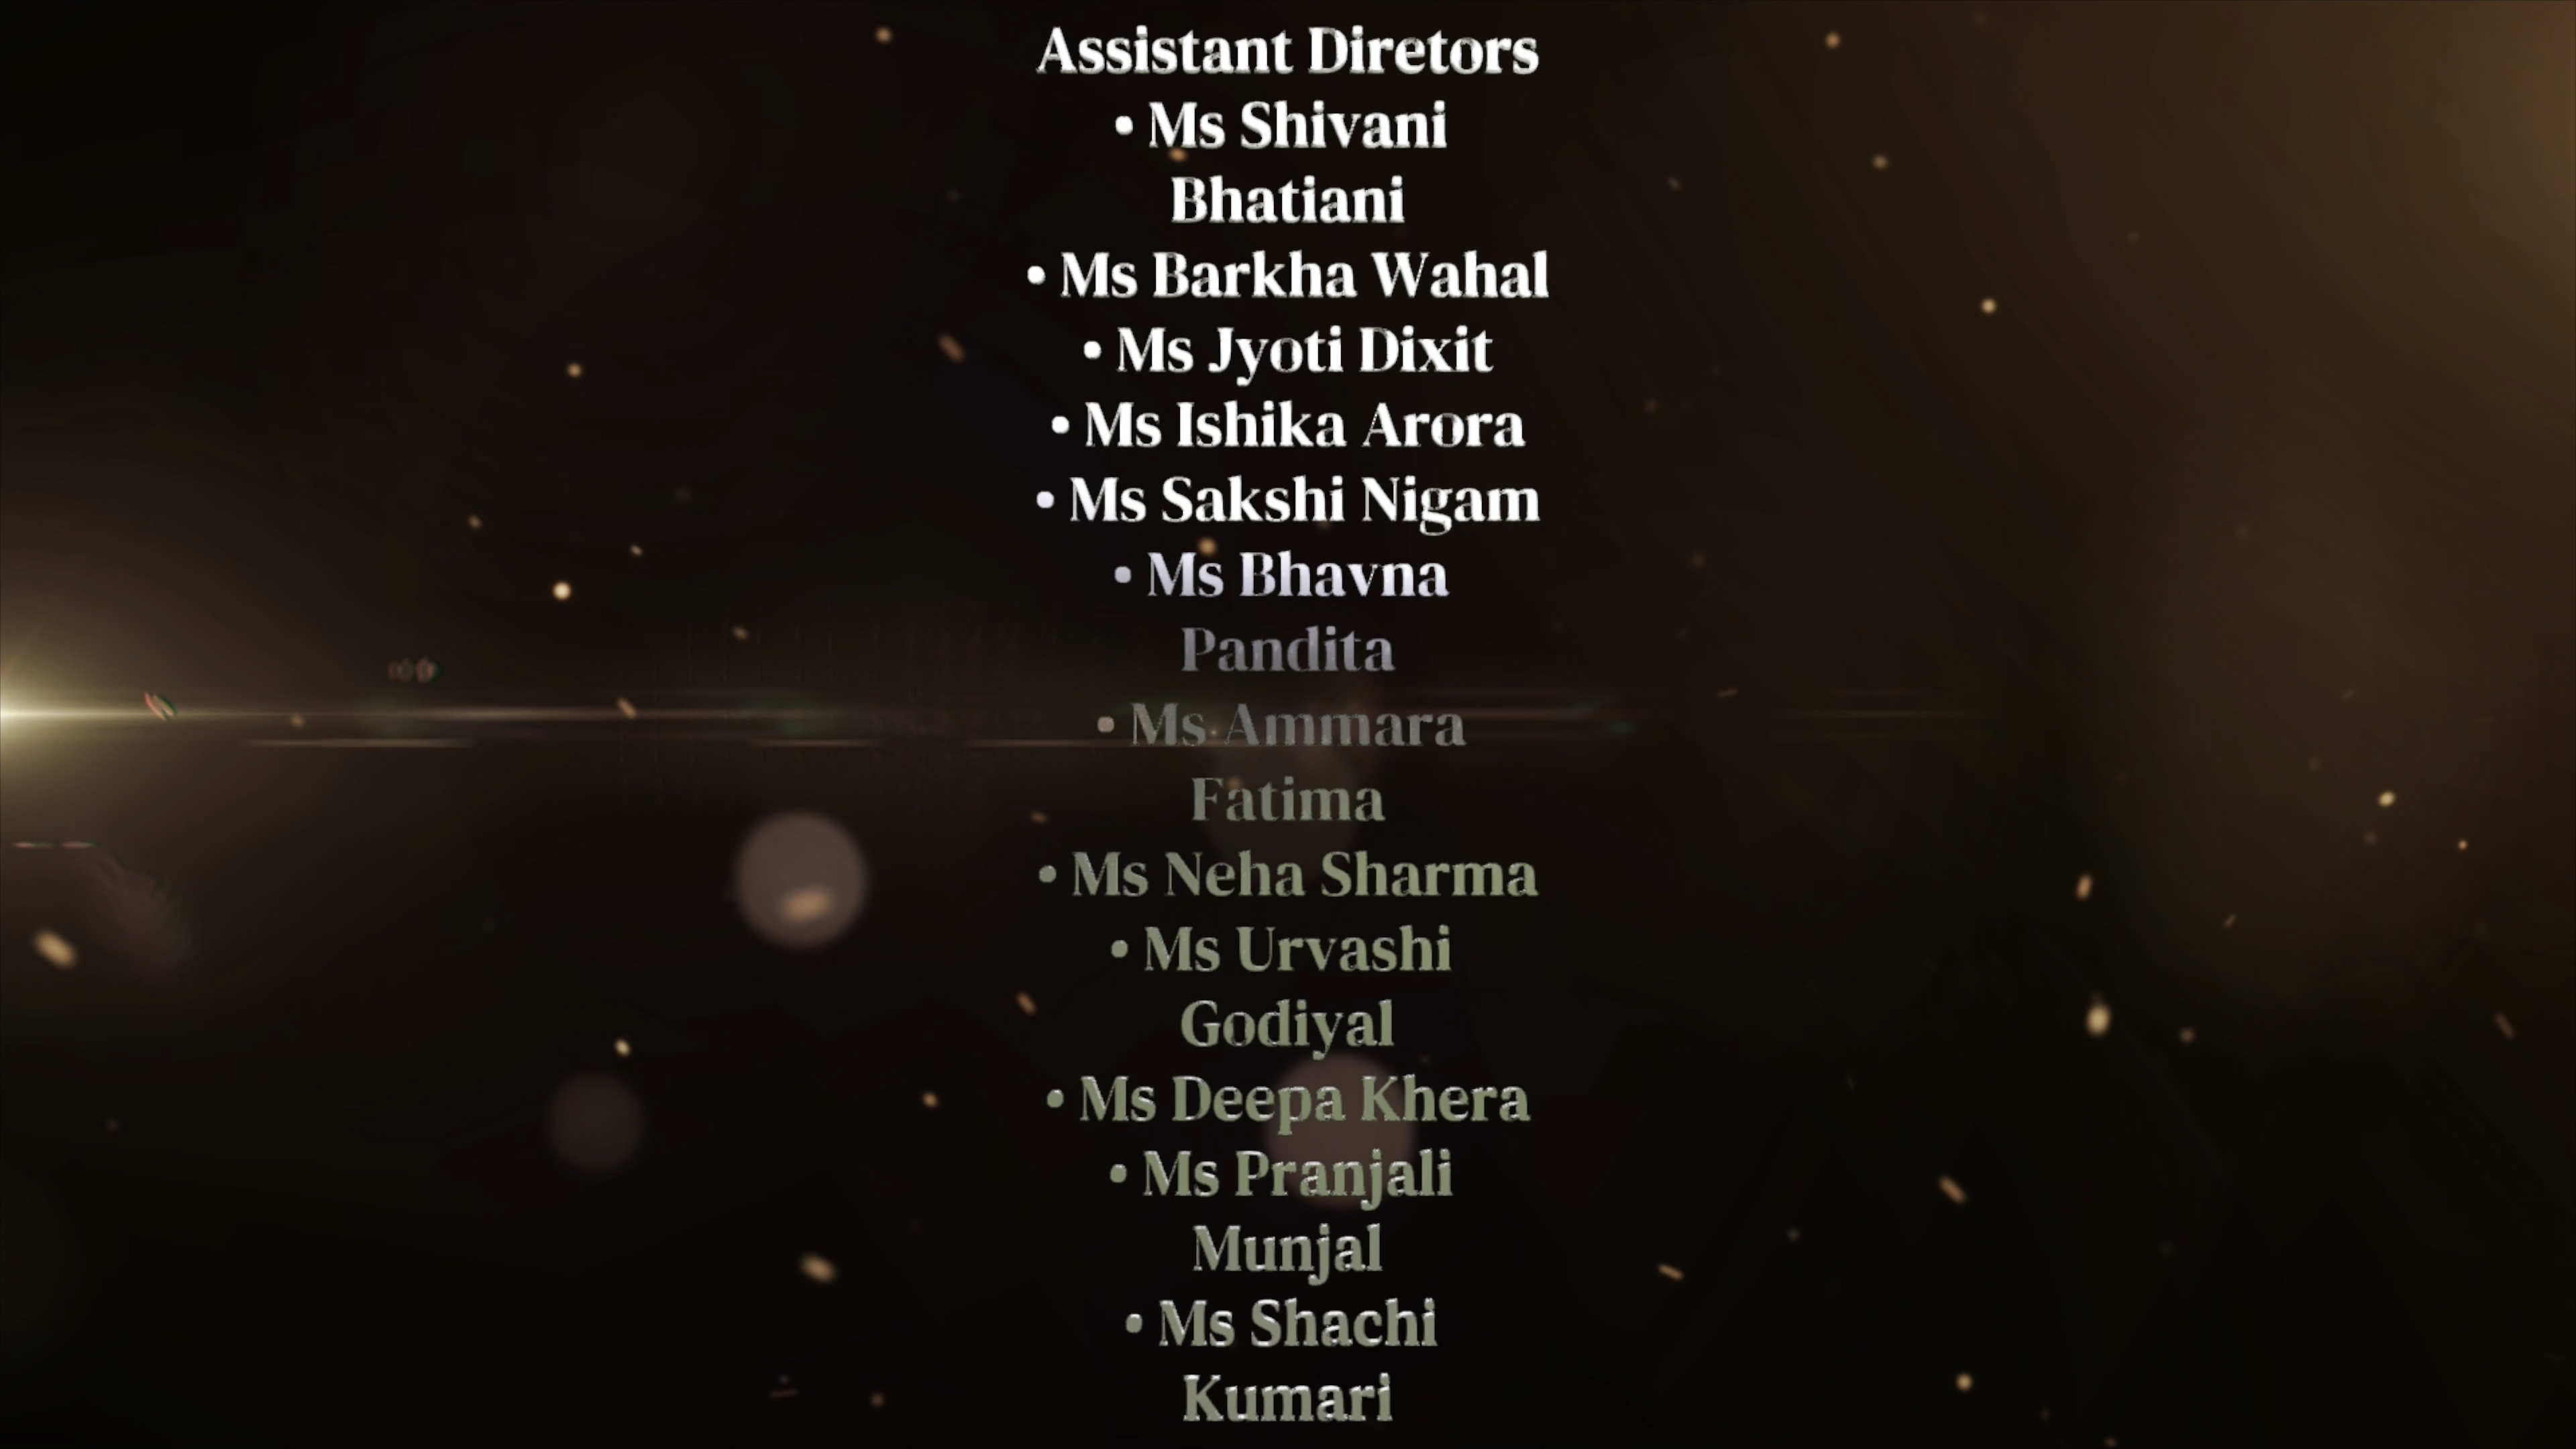 Assistant Diretors
• Ms Shivani
Bhatiani
• Ms Barkha Wahal
• Ms Jyoti Dixit
• Ms Ishika Arora
• Ms Sakshi Nigam
• Ms Bhavna
Pandita
• Ms Ammara
Fatima
• Ms Neha Sharma
• Ms Urvashi
Godiyal
• Ms Deepa Khera
• Ms Pranjali
Munjal
• Ms Shachi
Kumari